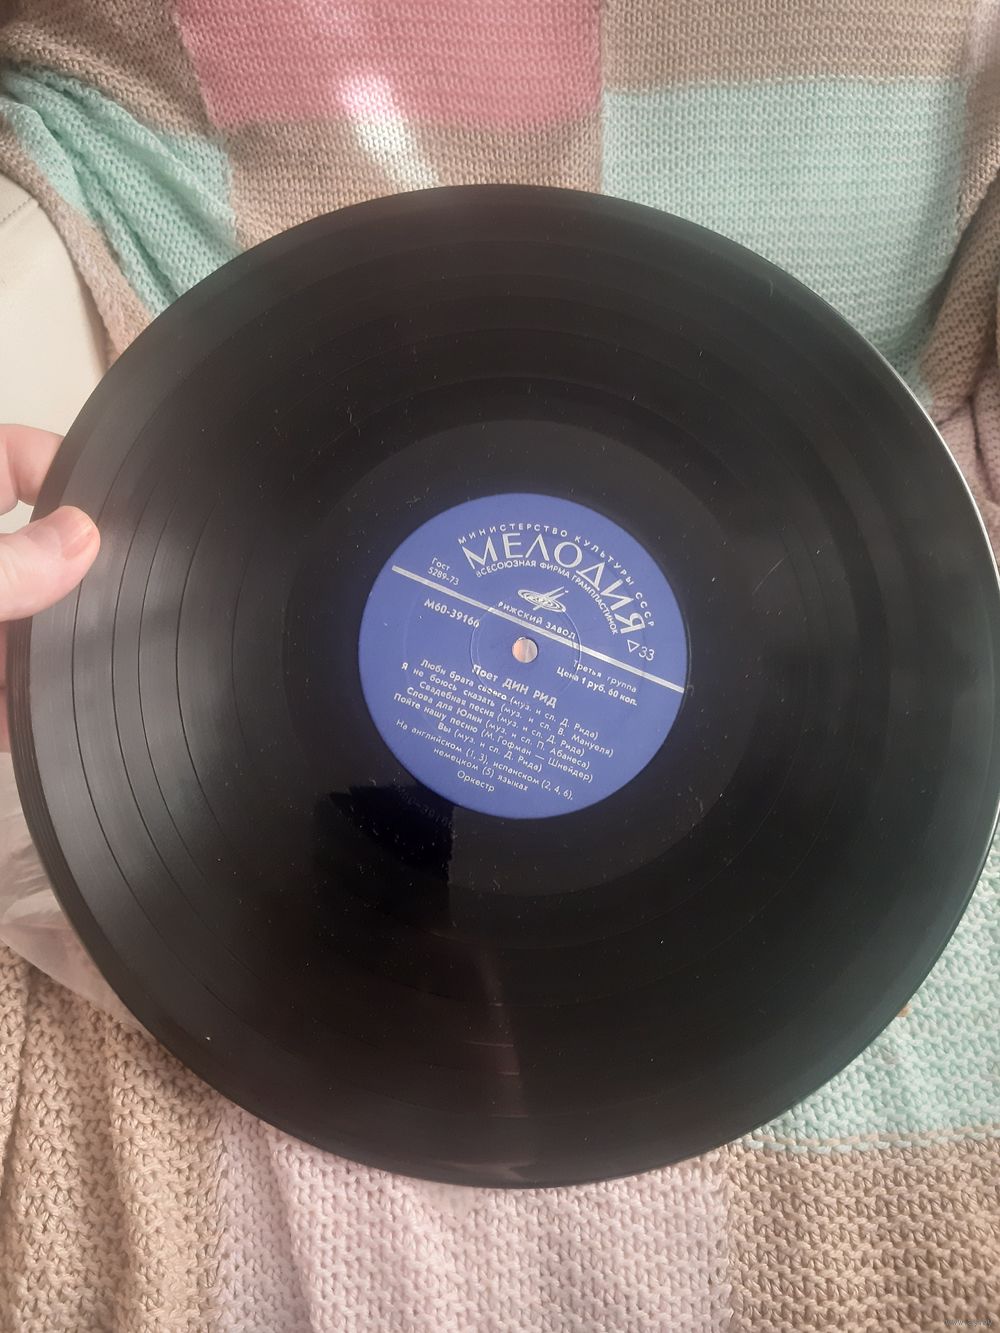 МИНИСТЕРСТВО КУЛЬТУРЫ СССР
МЕЛОДИЯ
ВСЕСОЮЗНАЯ ФИРМА ГРАМПЛАСТИНОК
Гост
5289-73
РИЖСКИЙ ЗАВОД
33
М60-39166
Третья группа
Цена 1 руб. 60 коп.
Поет ДИН РИД
Люби брата своего (муз. и сл. Д. Рида)
Я не боюсь сказать (муз. и сл. В. Мануеля)
Свадебная песня (муз. и сл. Д. Рида)
Слова для Юлии (муз. и сл. П. Абанеса)
Пойте нашу песню (М. Гофман — Шнейдер)
Вы (муз. и сл. Д. Рида)
На английском (1, 3), испанском (2, 4, 6),
немецком (5) языках
Оркестр